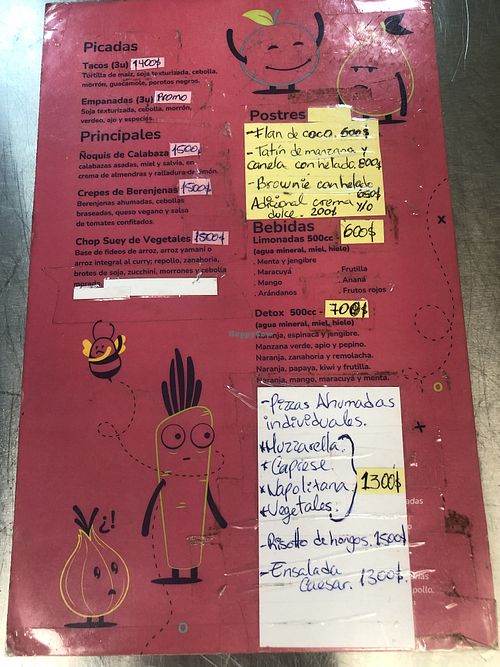 Picadas
Tacos (3u) 1400$
Tortilla de maíz, soja texturizada, cebolla,
morrón, guacamole, porotos negros.
Empanadas (3u) Promo
Soja texturizada, cebolla, morrón,
verdeo, ajo y especies.
Principales
Ñoquis de Calabaza 1500$
calabazas asadas, miel y salvia, en
crema de almendras y ralladura de limón.
Crepes de Berenjenas 1500$
Berenjenas ahumadas, cebollas
braseadas, queso vegano y salsa
de tomates confitados.
Chop Suey de Vegetales 1500$
Base de fideos de arroz, arroz yamaní o
arroz integral al curry; repollo, zanahoria,
brotes de soja, zucchini, morrones y cebolla
morada
¿!
Postres
- Flan de coco. 600$
- Tatín de manzana y
canela con helado. 800$
- Brownie con helado
650$
Adicional crema y/o
dulce. 200$
Bebidas 600$
Limonadas 500cc -
(agua mineral, miel, hielo)
. Menta y jengibre
. Maracuyá . Frutilla
. Mango . Ananá
. Arándanos . Frutos rojos
Detox 500cc - 700$
(agua mineral, miel, hielo)
Naranja, espinaca y jengibre.
Manzana verde, apio y pepino.
Naranja, zanahoria y remolacha.
Naranja, papaya, kiwi y frutilla.
Naranja, mango, maracuyá y menta.
- Pizzas Ahumadas
individuales.
* Muzzarella.
* Caprese.
* Napolitana 1300$
* Vegetales.
- Risotto de hongos. 1500$
- Ensalada
Caesar. 1300$.
pollo,